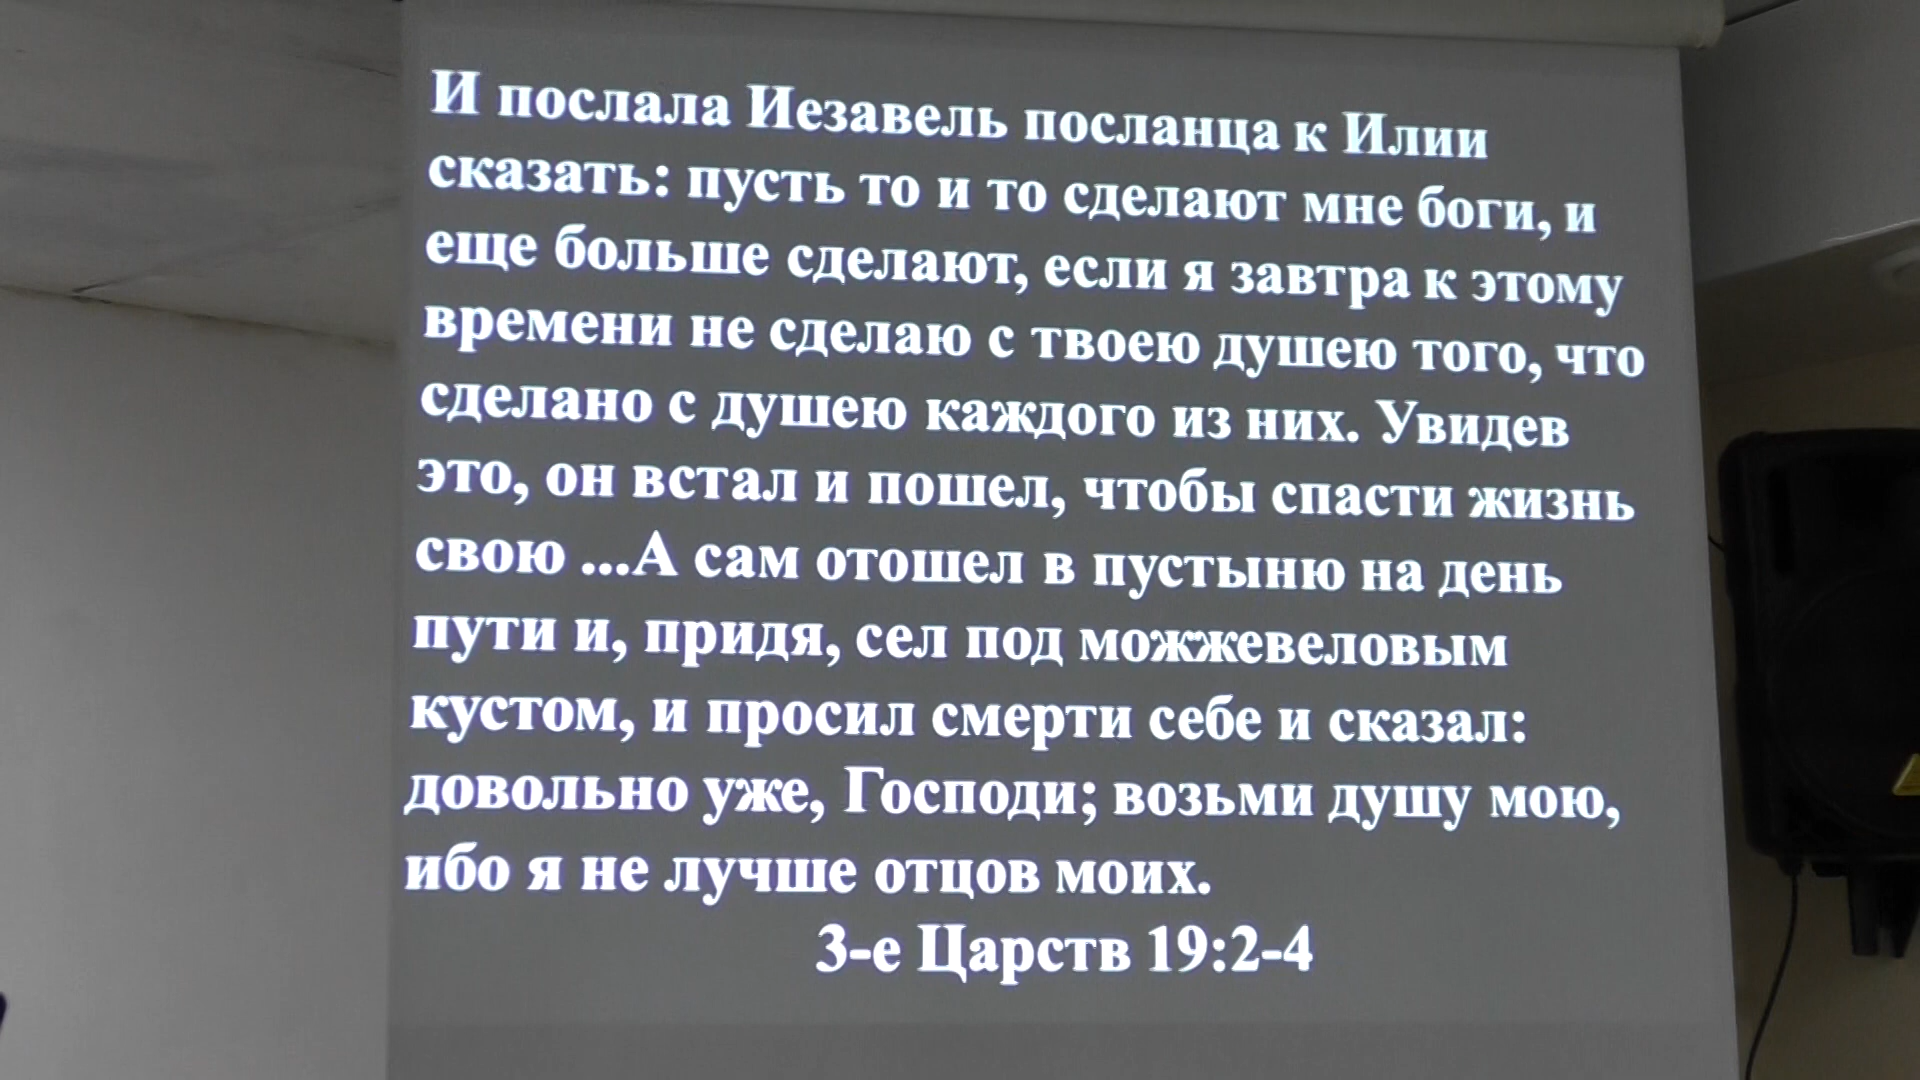 И послала Иезавель посланца к Илии
сказать: пусть то и то сделают мне боги, и
еще больше сделают, если я завтра к этому
времени не сделаю с твоею душею того, что
сделано с душею каждого из них. Увидев
это, он встал и пошел, чтобы спасти жизнь
свою ...А сам отошел в пустыню на день
пути и, придя, сел под можжевеловым
кустом, и просил смерти себе и сказал:
довольно уже, Господи; возьми душу мою,
ибо я не лучше отцов моих.
3-е Царств 19:2-4